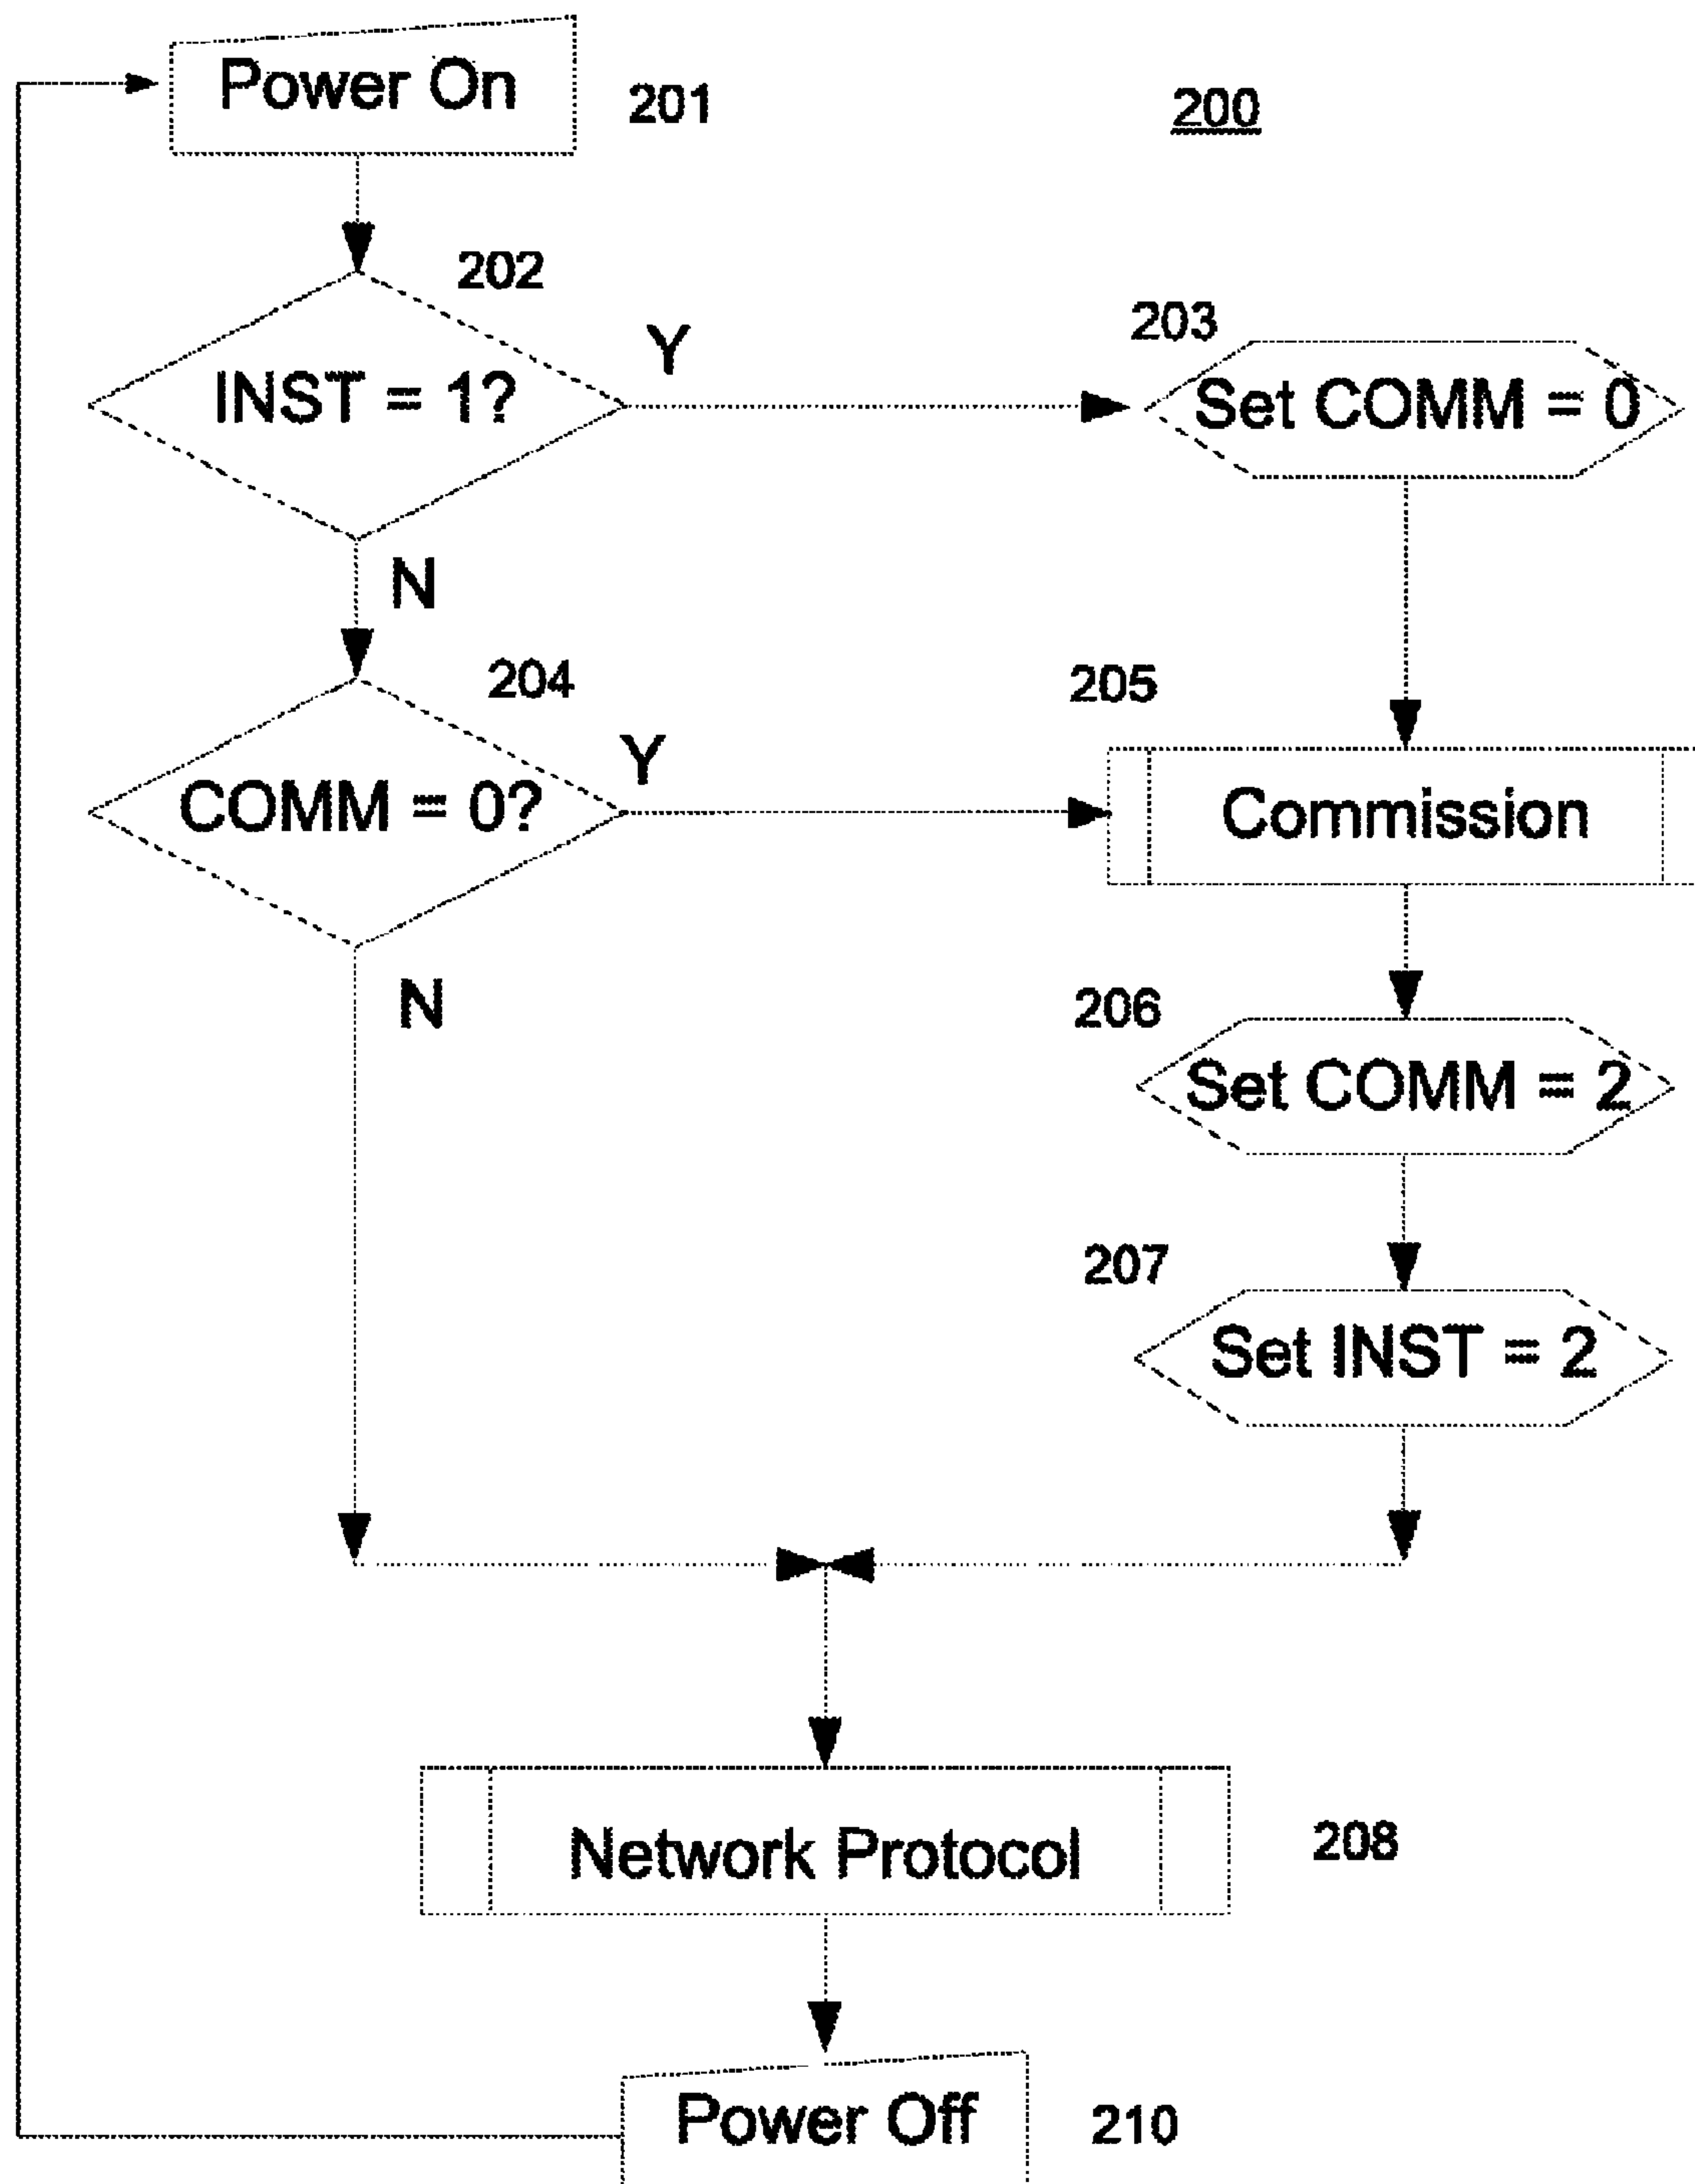 Power On
201
200
202
INST = 1?
Y
203
Set COMM = 0
N
204
COMM = 0?
Y
205
Commission
N
206
Set COMM = 2
207
Set INST = 2
Network Protocol
208
Power Off
210